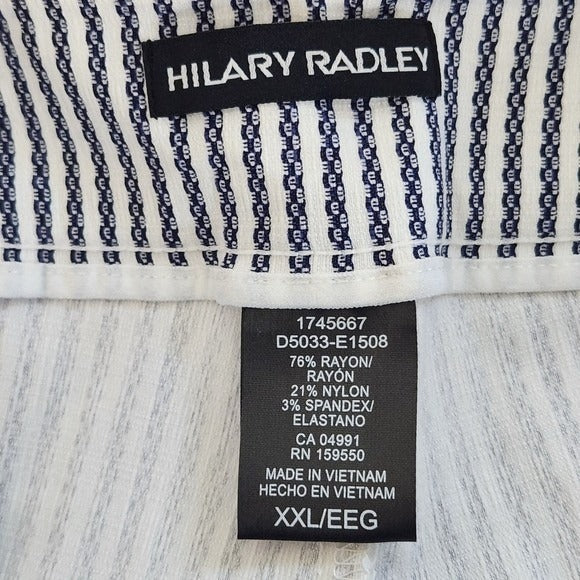 HILARY RADLEY
1745667
D5033-E1508
76% RAYON/
RAYÓN
21% NYLON
3% SPANDEX/
ELASTANO
CA 04991
RN 159550
MADE IN VIETNAM
HECHO EN VIETNAM
XXL/EEG